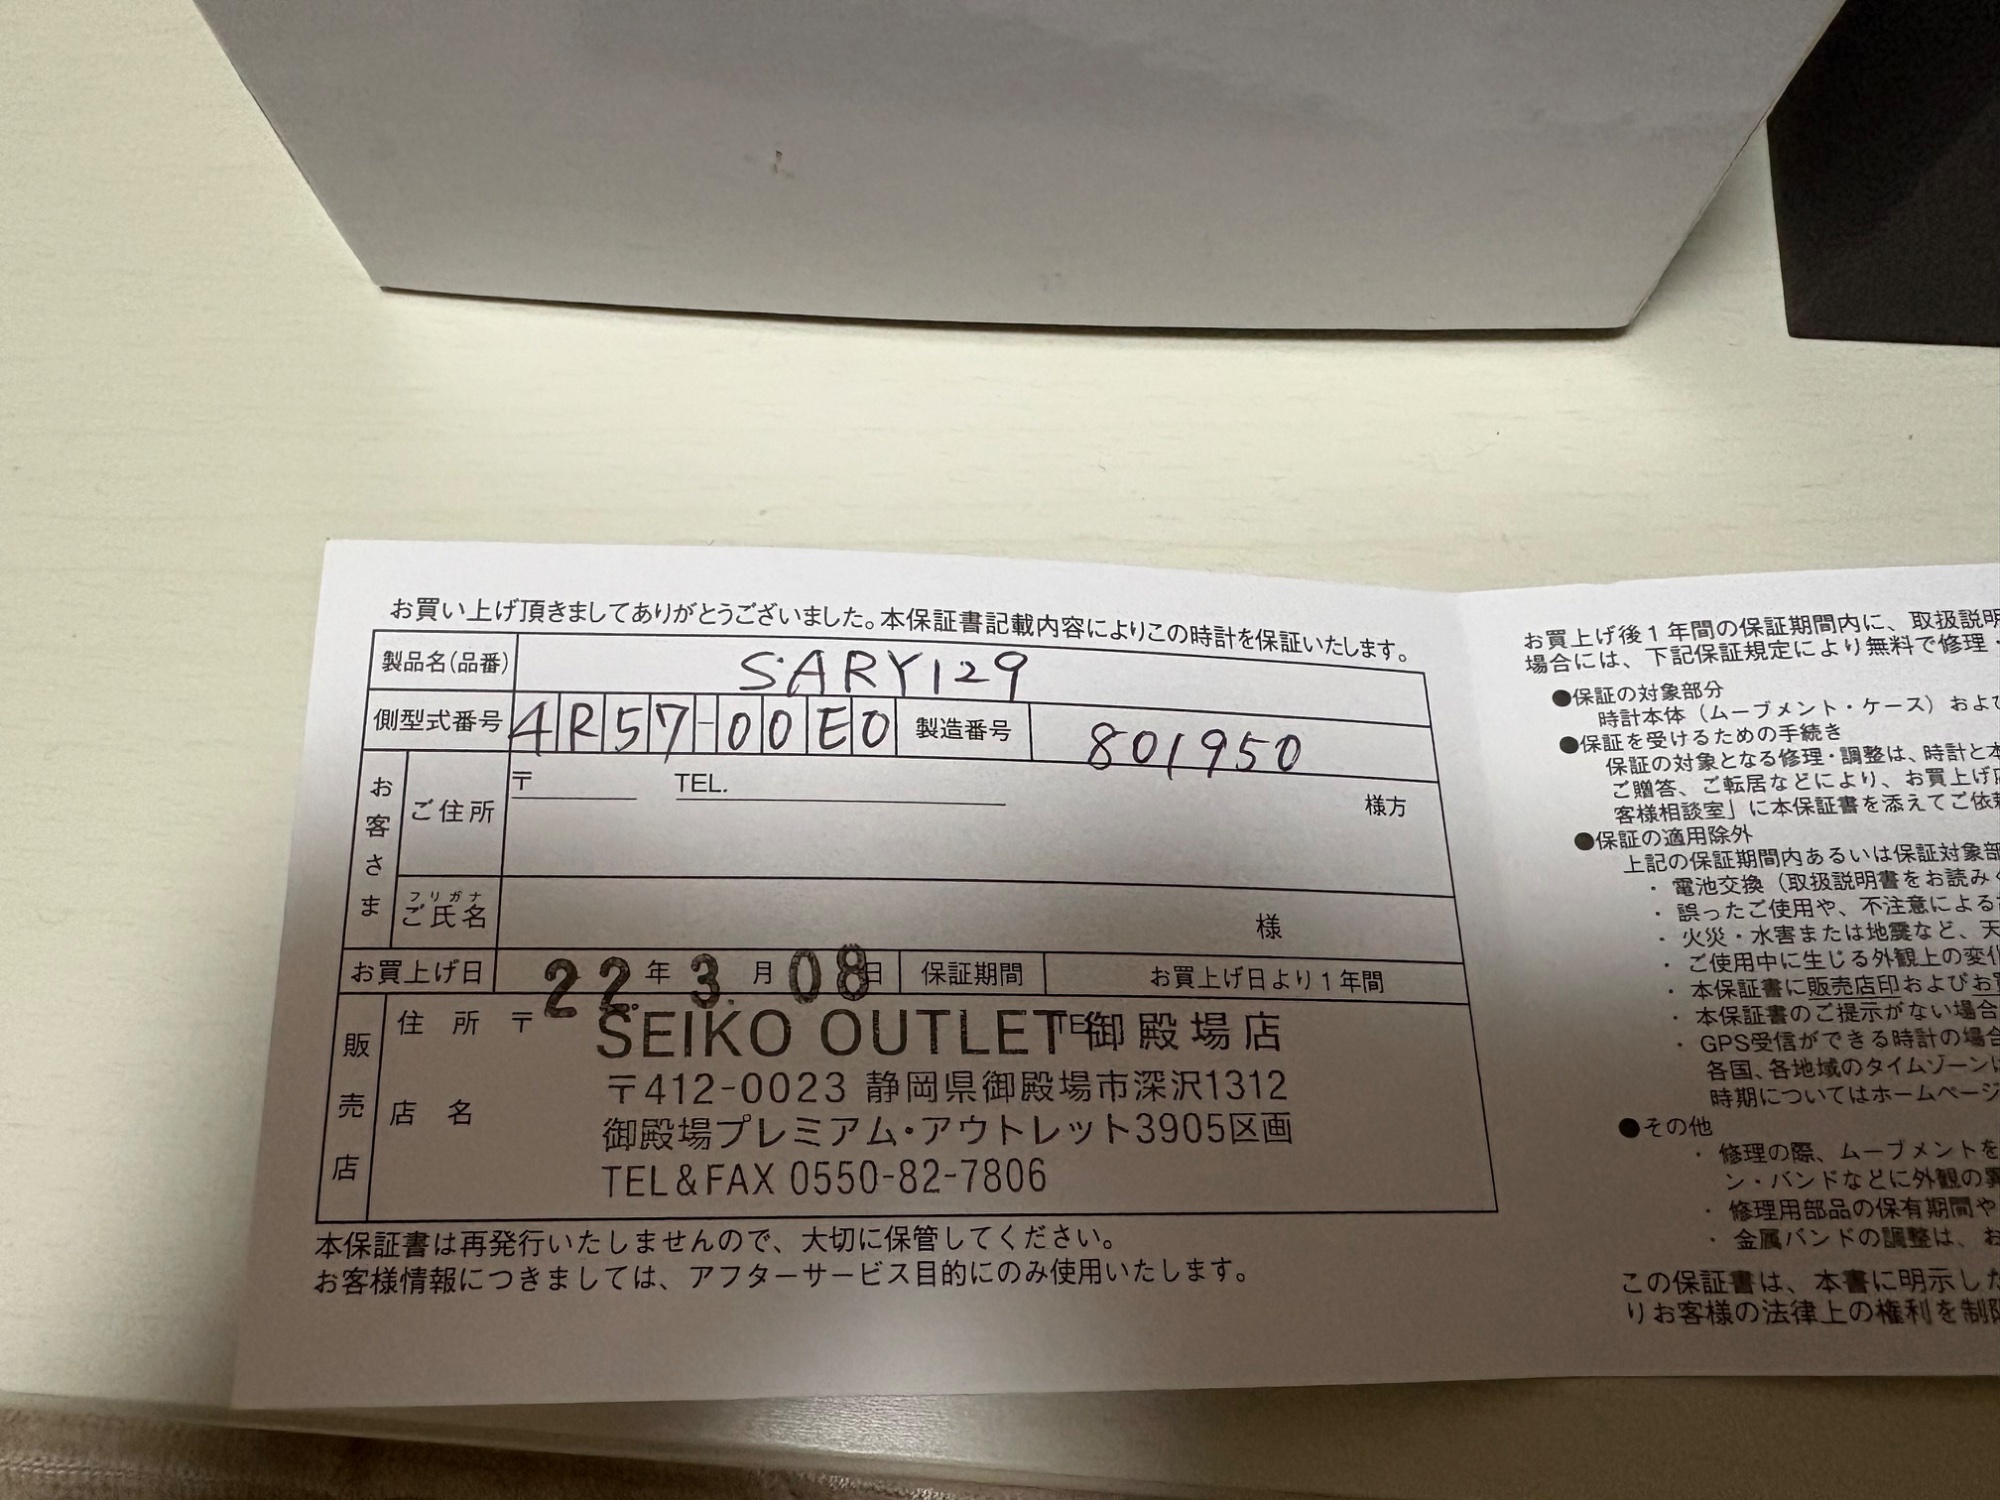 お買い上げ頂きましてありがとうございました。本保証書記載内容によりこの時計を保証いたします。
製品名(品番) SARY129
側型式番号 4R57-00E0 製造番号 801950
お客さま
ご住所 〒 TEL. 様方
フリガナ
ご氏名 様
お買上げ日 22年3.月08日 保証期間 お買上げ日より1年間
販売店
住所 〒
店名
SEIKO OUTLET 御殿場店
〒412-0023 静岡県御殿場市深沢1312
御殿場プレミアム・アウトレット3905区画
TEL&FAX 0550-82-7806
本保証書は再発行いたしませんので、大切に保管してください。
お客様情報につきましては、アフターサービス目的にのみ使用いたします。
お買上げ後1年間の保証期間内に、取扱説明
場合には、下記保証規定により無料で修理・
●保証の対象部分
時計本体（ムーブメント・ケース）およ
●保証を受けるための手続き
保証の対象となる修理・調整は、時計と本
ご贈答、ご転居などにより、お買上げ
客様相談室」に本保証書を添えてご依
●保証の適用除外
上記の保証期間内あるいは保証対象部
・電池交換（取扱説明書をお読み
・誤ったご使用や、不注意による
・火災・水害または地震など、天
・ご使用中に生じる外観上の変化
・本保証書に販売店印およびお買
・本保証書のご提示がない場合
・GPS受信ができる時計の場合
各国、各地域のタイムゾーンに
時期についてはホームページ
●その他
・修理の際、ムーブメントを
ン・バンドなどに外観の異
・修理用部品の保有期間や
・金属バンドの調整は、お
この保証書は、本書に明示した
りお客様の法律上の権利を制限